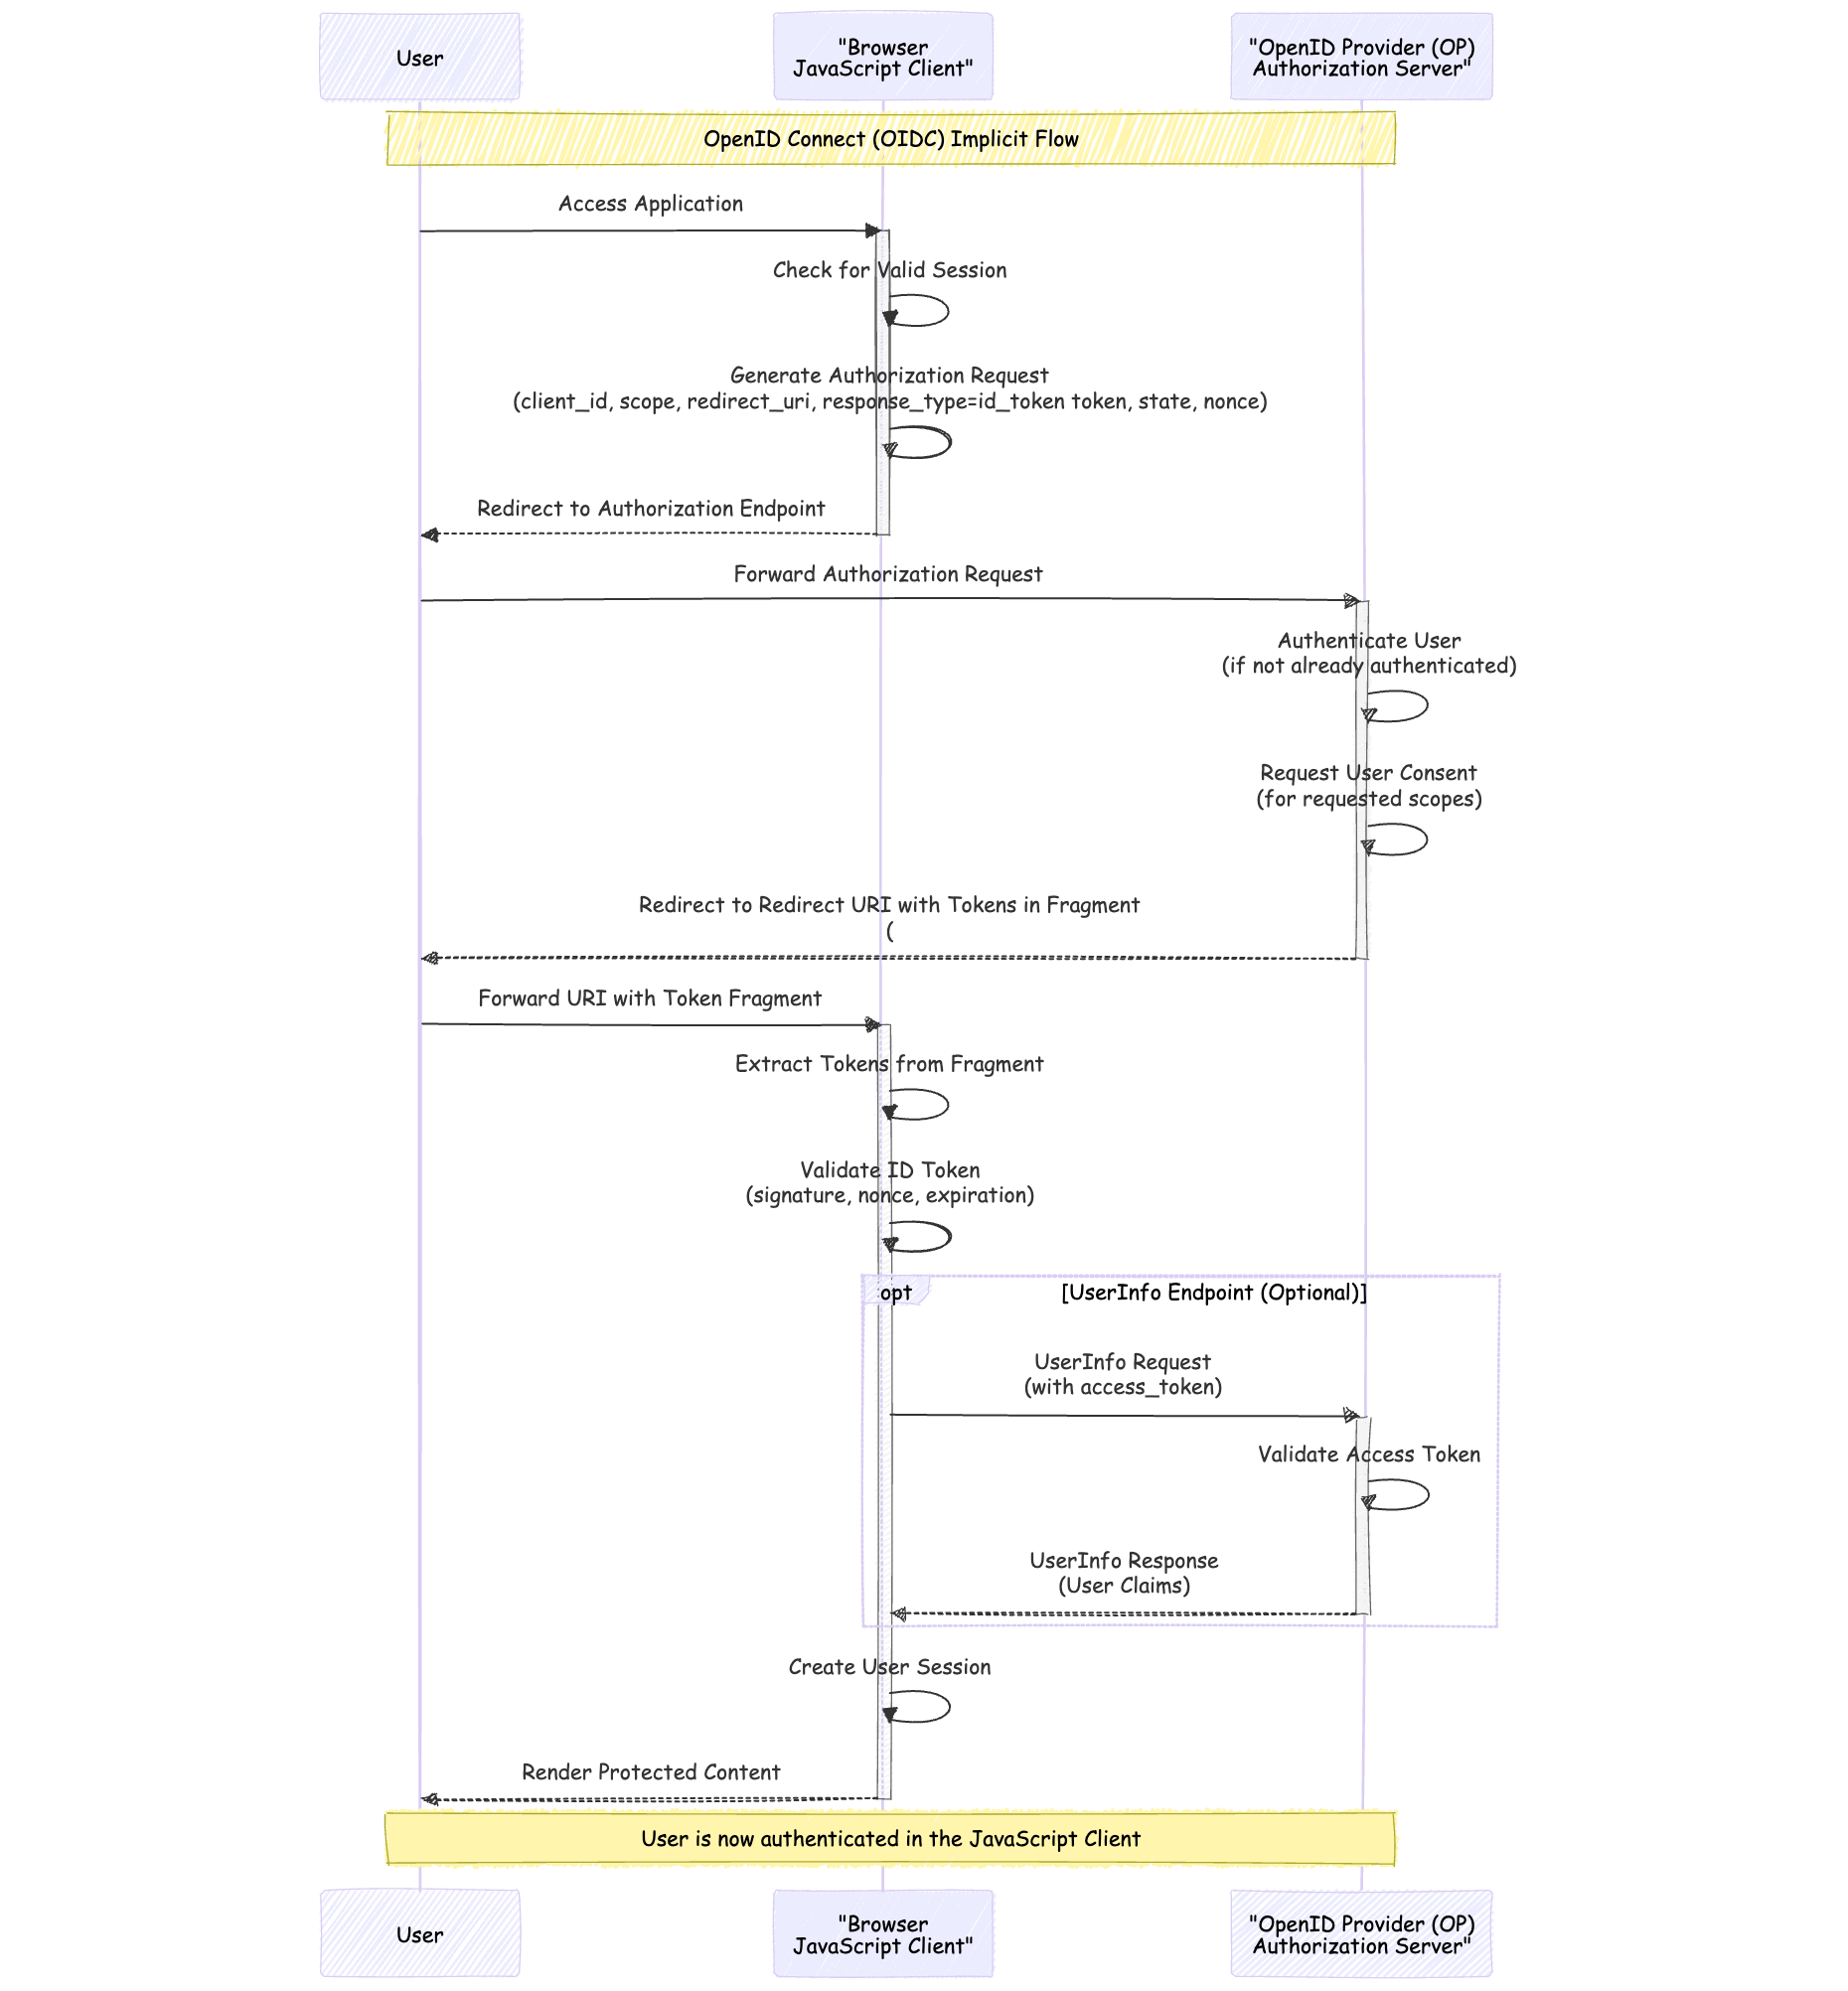 User
"Browser
JavaScript Client"
"OpenID Provider (OP)
Authorization Server"
OpenID Connect (OIDC) Implicit Flow
Access Application
Check for Valid Session
Generate Authorization Request
(client_id, scope, redirect_uri, response_type=id_token token, state, nonce)
Redirect to Authorization Endpoint
Forward Authorization Request
Authenticate User
(if not already authenticated)
Request User Consent
(for requested scopes)
Redirect to Redirect URI with Tokens in Fragment
(
Forward URI with Token Fragment
Extract Tokens from Fragment
Validate ID Token
(signature, nonce, expiration)
opt
[UserInfo Endpoint (Optional)]
UserInfo Request
(with access_token)
Validate Access Token
UserInfo Response
(User Claims)
Create User Session
Render Protected Content
User is now authenticated in the JavaScript Client
User
"Browser
JavaScript Client"
"OpenID Provider (OP)
Authorization Server"